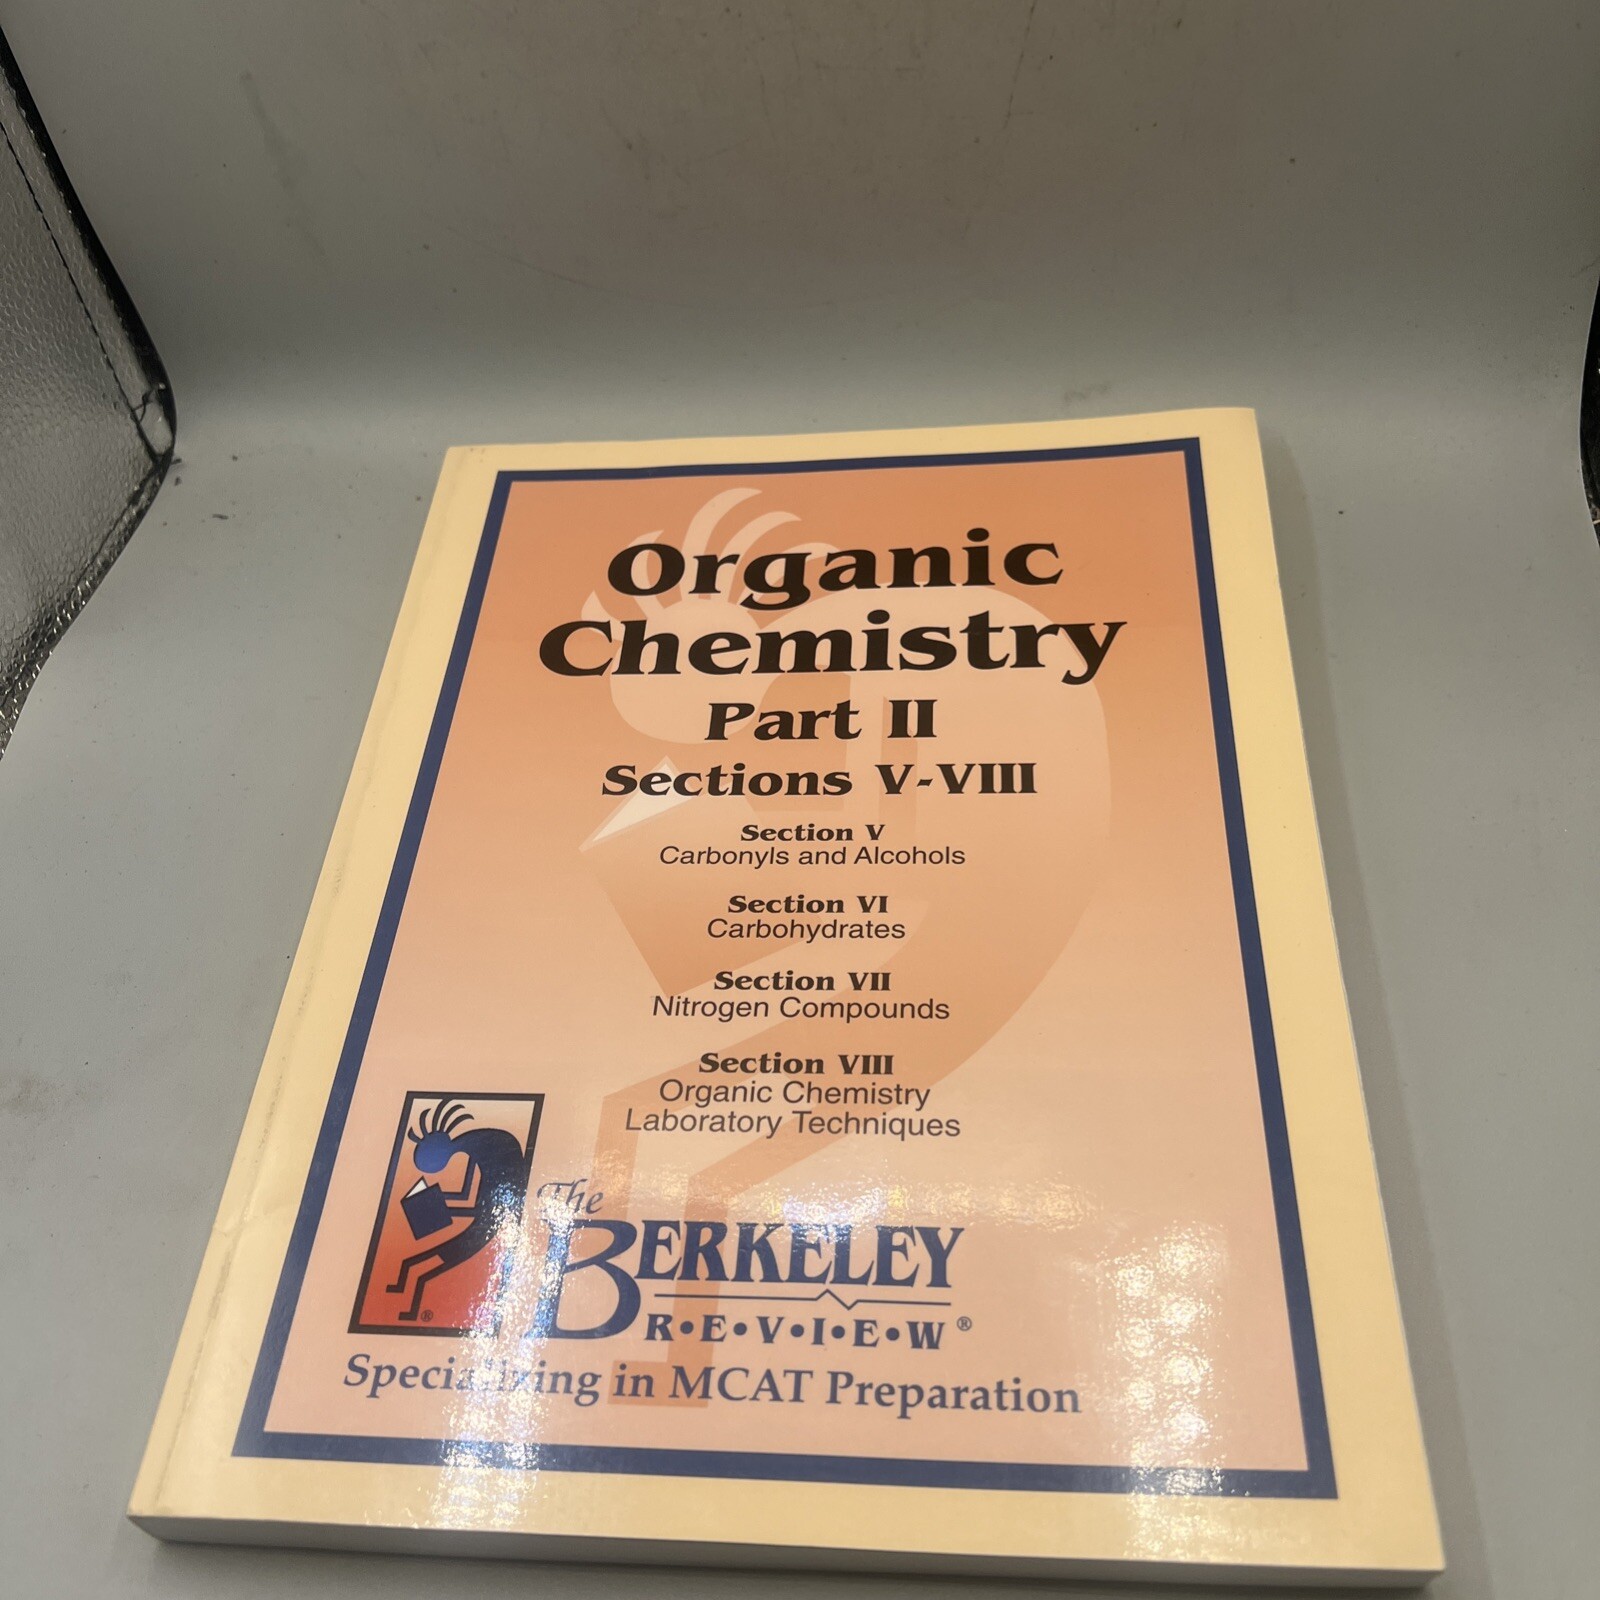 Organic
Chemistry
Part II
Sections V-VIII
Section V
Carbonyls and Alcohols
Section VI
Carbohydrates
Section VII
Nitrogen Compounds
Section VIII
Organic Chemistry
Laboratory Techniques
The
BERKELEY
R•E•V•I•E•W®
Specializing in MCAT Preparation
®